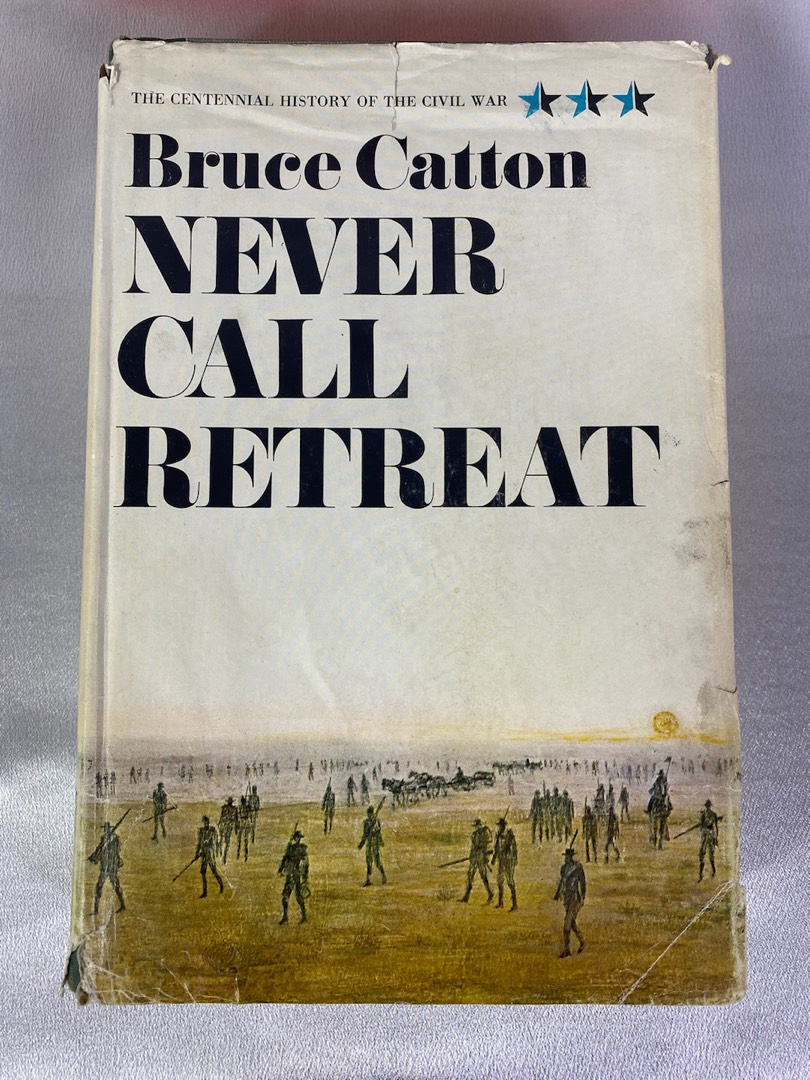 THE CENTENNIAL HISTORY OF THE CIVIL WAR
Bruce Catton
NEVER
CALL
RETREAT